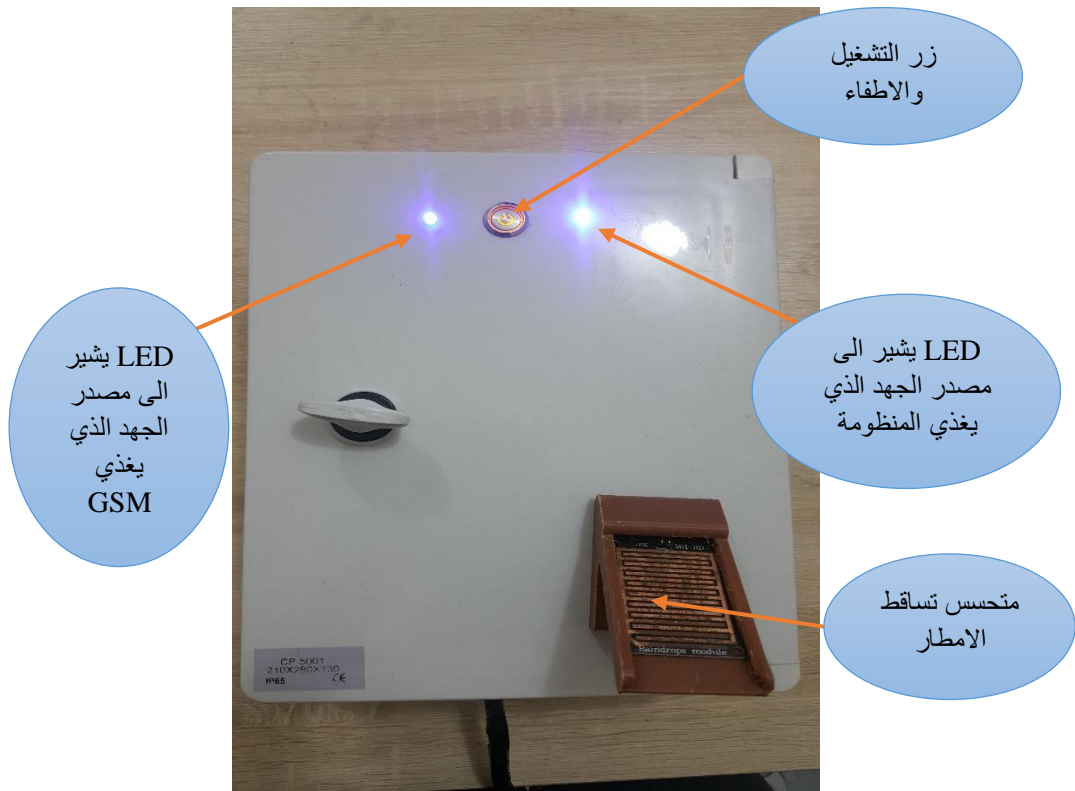 زر التشغيل
والاطفاء
LED يشير
الى مصدر
الجهد الذي
يغذي
GSM
LED يشير الى
مصدر الجهد الذي
يغذي المنظومة
متحسس تساقط
الامطار
Raindrops module
CP 5001
210X280X130
IP65 CE